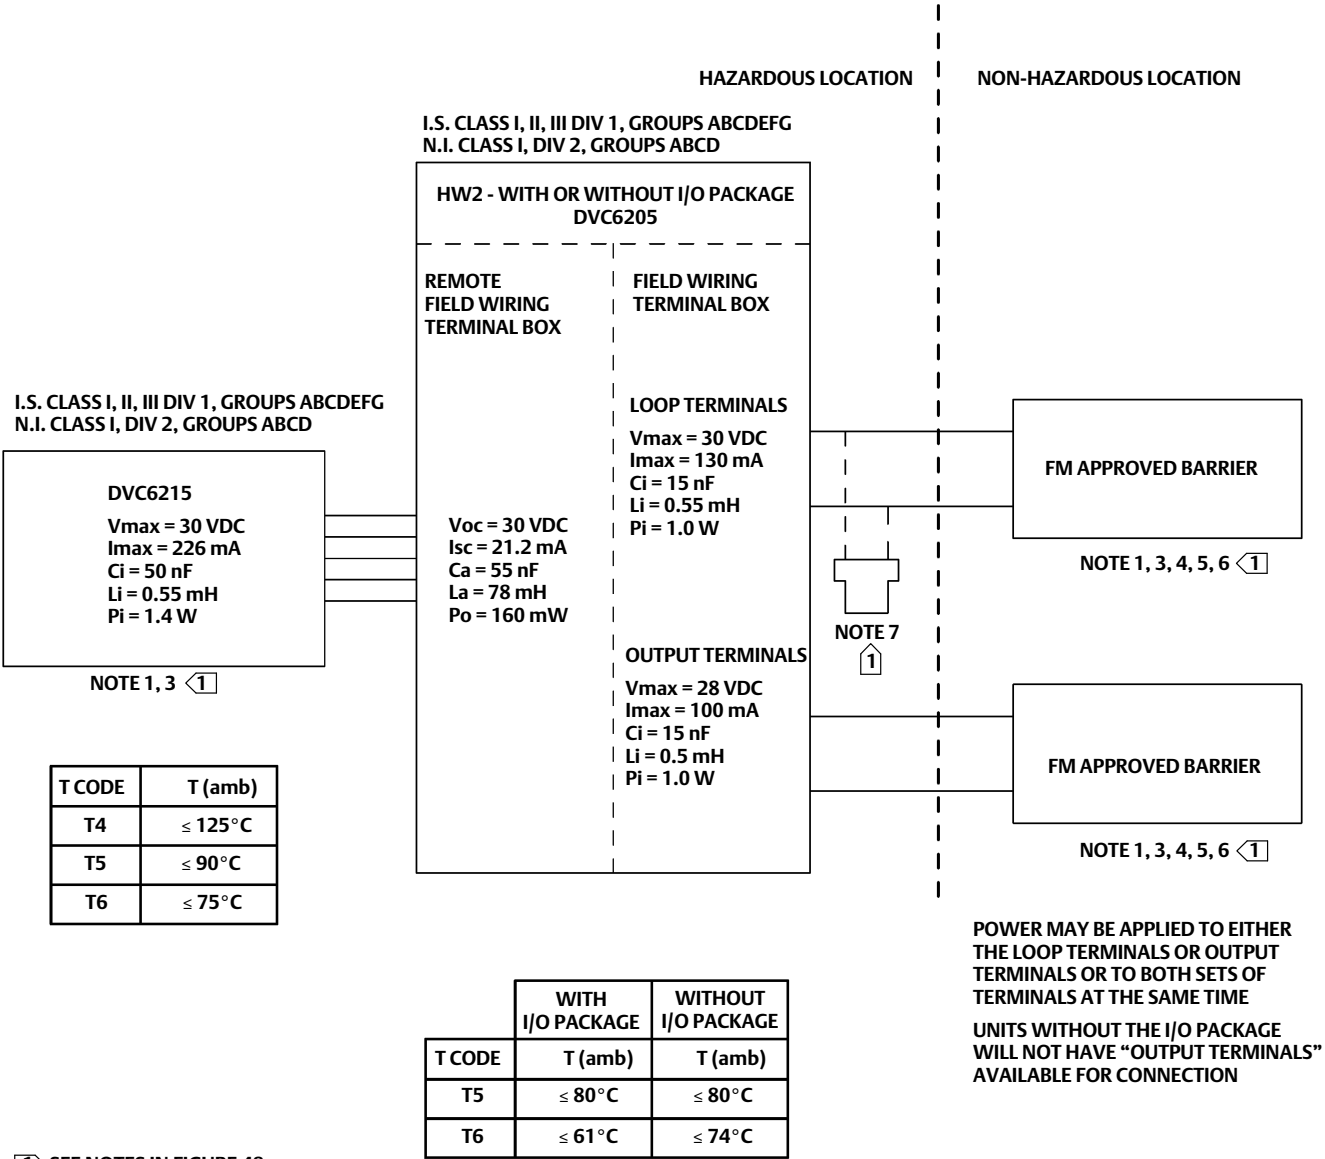 HAZARDOUS LOCATION
NON-HAZARDOUS LOCATION
I.S. CLASS I, II, III DIV 1, GROUPS ABCDEFG
N.I. CLASS I, DIV 2, GROUPS ABCD
HW2 - WITH OR WITHOUT I/O PACKAGE
DVC6205
REMOTE
FIELD WIRING
TERMINAL BOX
FIELD WIRING
TERMINAL BOX
I.S. CLASS I, II, III DIV 1, GROUPS ABCDEFG
N.I. CLASS I, DIV 2, GROUPS ABCD
DVC6215
Vmax = 30 VDC
Imax = 226 mA
Ci = 50 nF
Li = 0.55 mH
Pi = 1.4 W
NOTE 1, 3 1
Voc = 30 VDC
Isc = 21.2 mA
Ca = 55 nF
La = 78 mH
Po = 160 mW
LOOP TERMINALS
Vmax = 30 VDC
Imax = 130 mA
Ci = 15 nF
Li = 0.55 mH
Pi = 1.0 W
FM APPROVED BARRIER
NOTE 1, 3, 4, 5, 6 1
NOTE 7
1
OUTPUT TERMINALS
Vmax = 28 VDC
Imax = 100 mA
Ci = 15 nF
Li = 0.5 mH
Pi = 1.0 W
FM APPROVED BARRIER
NOTE 1, 3, 4, 5, 6 1
T CODE T (amb)
T4 ≤ 125°C
T5 ≤ 90°C
T6 ≤ 75°C
POWER MAY BE APPLIED TO EITHER
THE LOOP TERMINALS OR OUTPUT
TERMINALS OR TO BOTH SETS OF
TERMINALS AT THE SAME TIME
UNITS WITHOUT THE I/O PACKAGE
WILL NOT HAVE “OUTPUT TERMINALS”
AVAILABLE FOR CONNECTION
WITH WITHOUT
I/O PACKAGE I/O PACKAGE
T CODE T (amb) T (amb)
T5 ≤ 80°C ≤ 80°C
T6 ≤ 61°C ≤ 74°C
SEE NOTES IN FIGURE